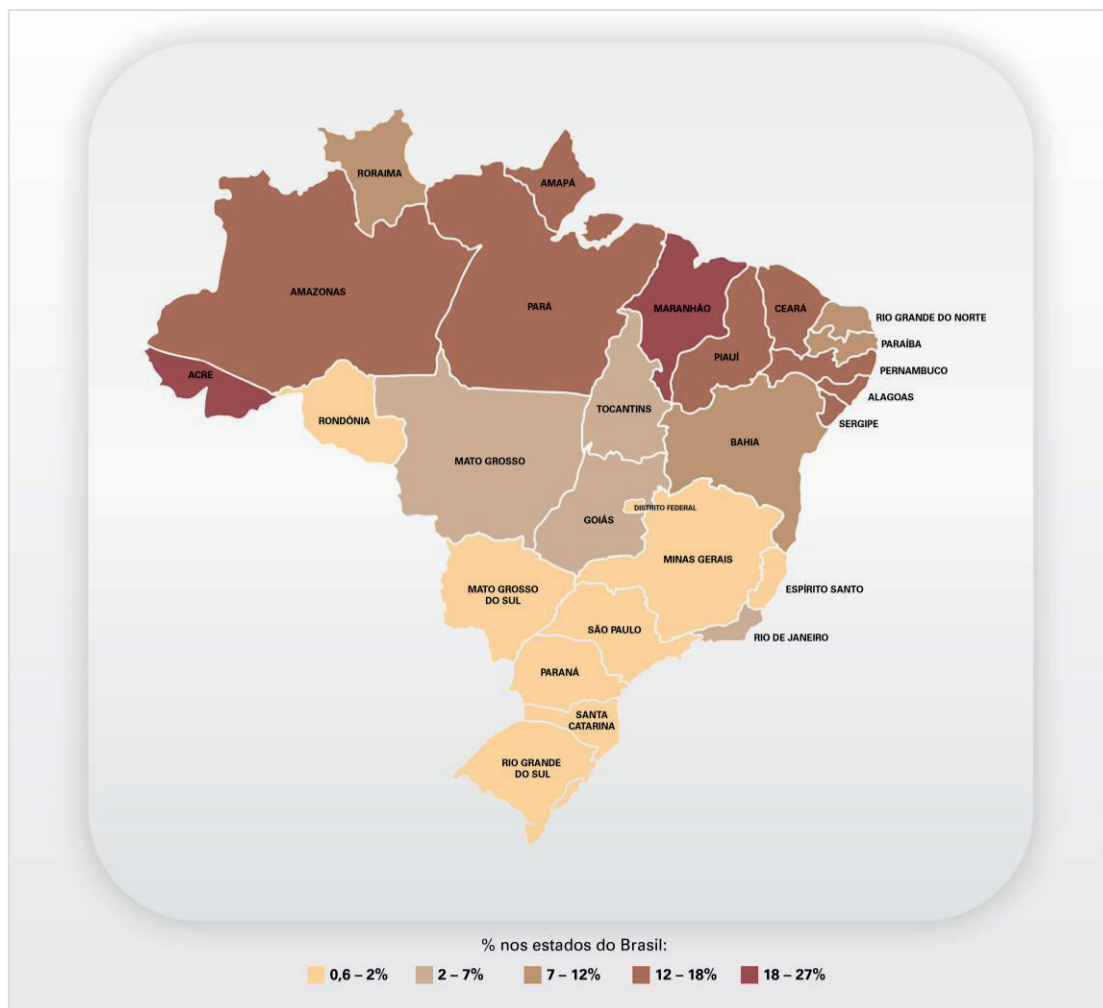 RORAIMA
AMAPÁ
AMAZONAS
PARÁ
MARANHÃO
CEARÁ
RIO GRANDE DO NORTE
PARAÍBA
PIAUÍ
PERNAMBUCO
ACRE
ALAGOAS
TOCANTINS
RONDÔNIA
SERGIPE
BAHIA
MATO GROSSO
DISTRITO FEDERAL
GOIÁS
MINAS GERAIS
MATO GROSSO
DO SUL
ESPÍRITO SANTO
SÃO PAULO
RIO DE JANEIRO
PARANÁ
SANTA
CATARINA
RIO GRANDE
DO SUL
% nos estados do Brasil:
0,6 – 2% 2 – 7% 7 – 12% 12 – 18% 18 – 27%